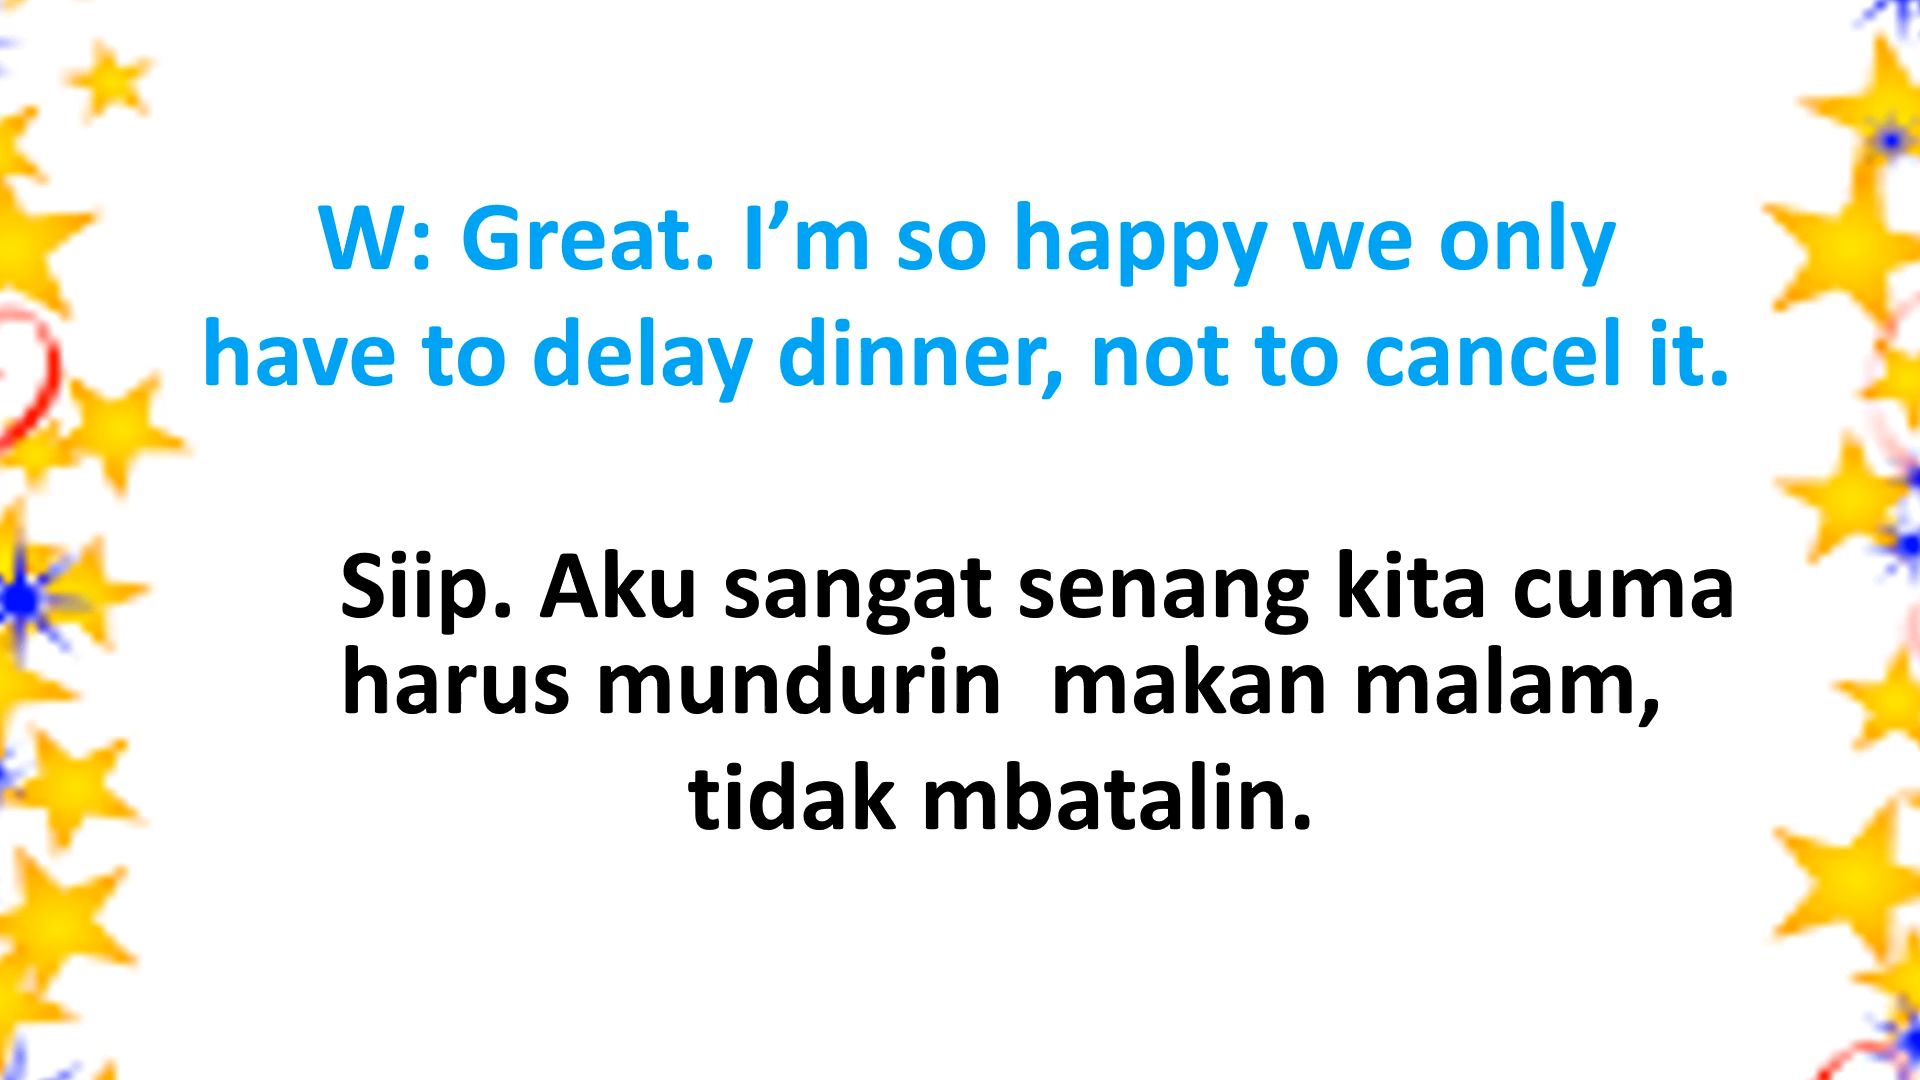 W: Great. I’m so happy we only
have to delay dinner, not to cancel it.
Siip. Aku sangat senang kita cuma
harus mundurin  makan malam,
tidak mbatalin.